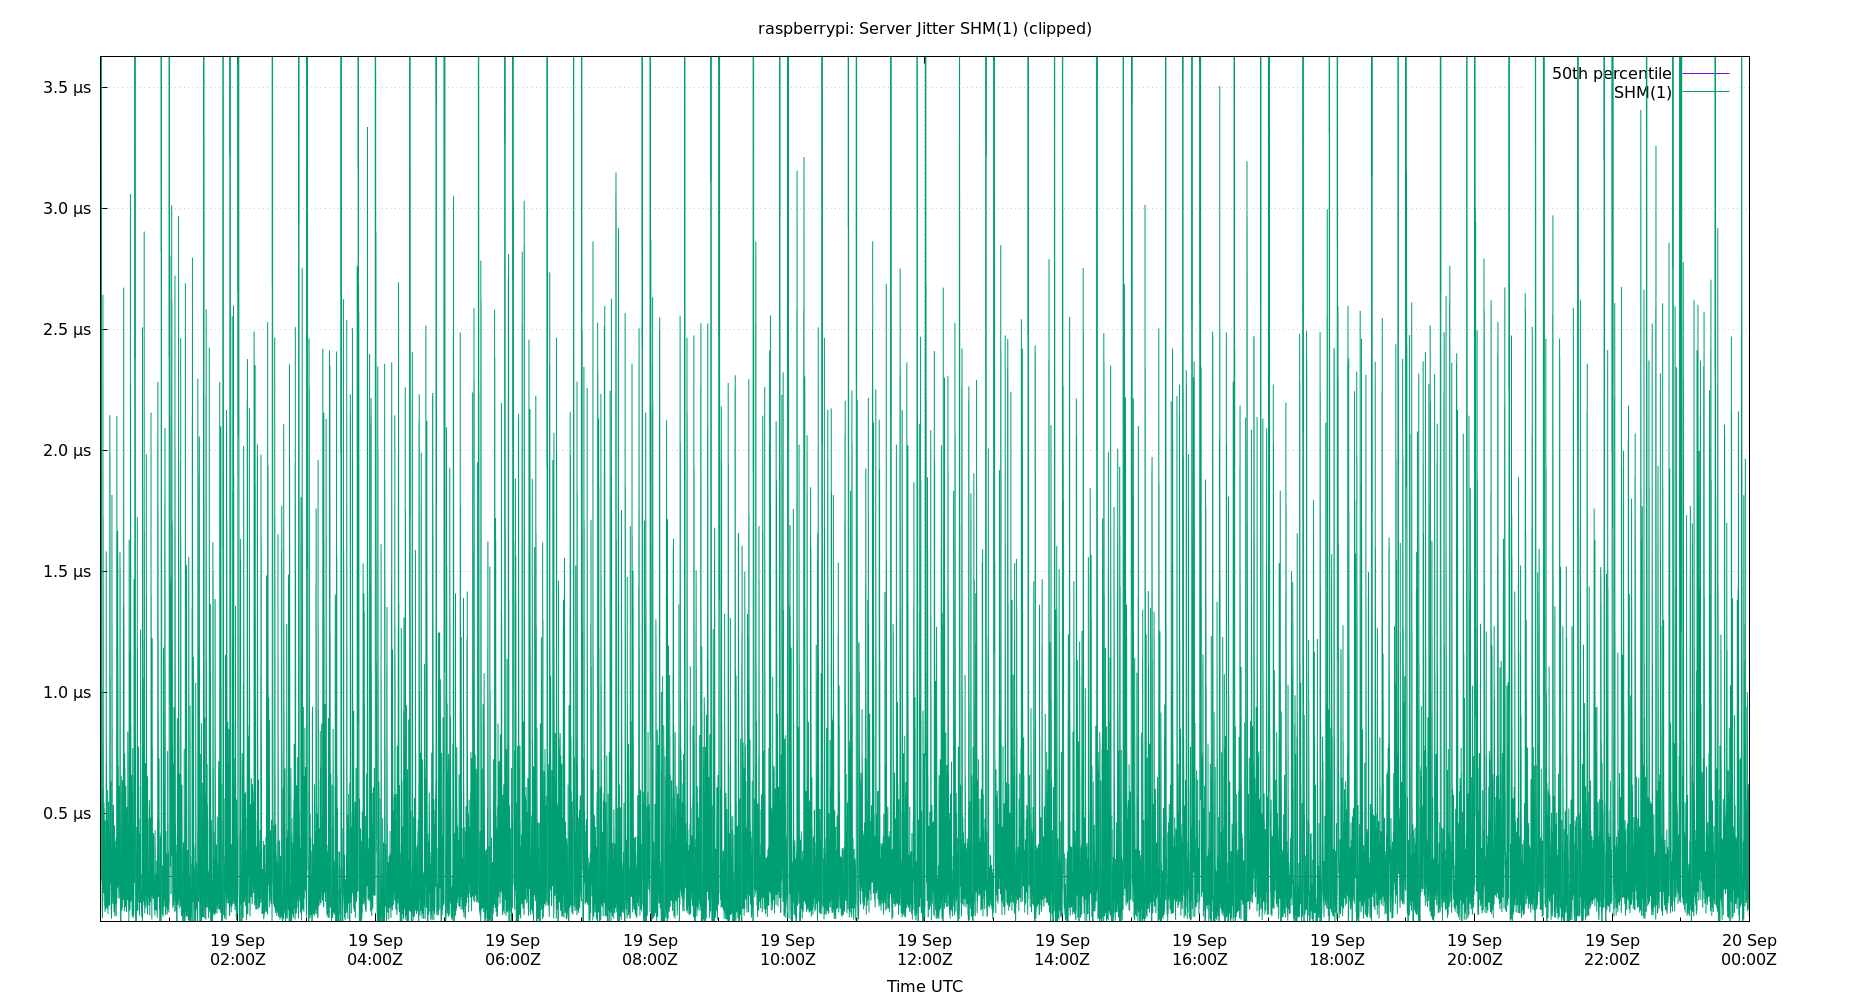 raspberrypi: Server Jitter SHM(1) (clipped)
50th percentile
SHM(1)
3.5 µs
3.0 µs
2.5 µs
2.0 µs
1.5 µs
1.0 µs
0.5 µs
19 Sep 19 Sep 19 Sep 19 Sep 19 Sep 19 Sep 19 Sep 19 Sep 19 Sep 19 Sep 19 Sep 20 Sep
02:00Z 04:00Z 06:00Z 08:00Z 10:00Z 12:00Z 14:00Z 16:00Z 18:00Z 20:00Z 22:00Z 00:00Z
Time UTC